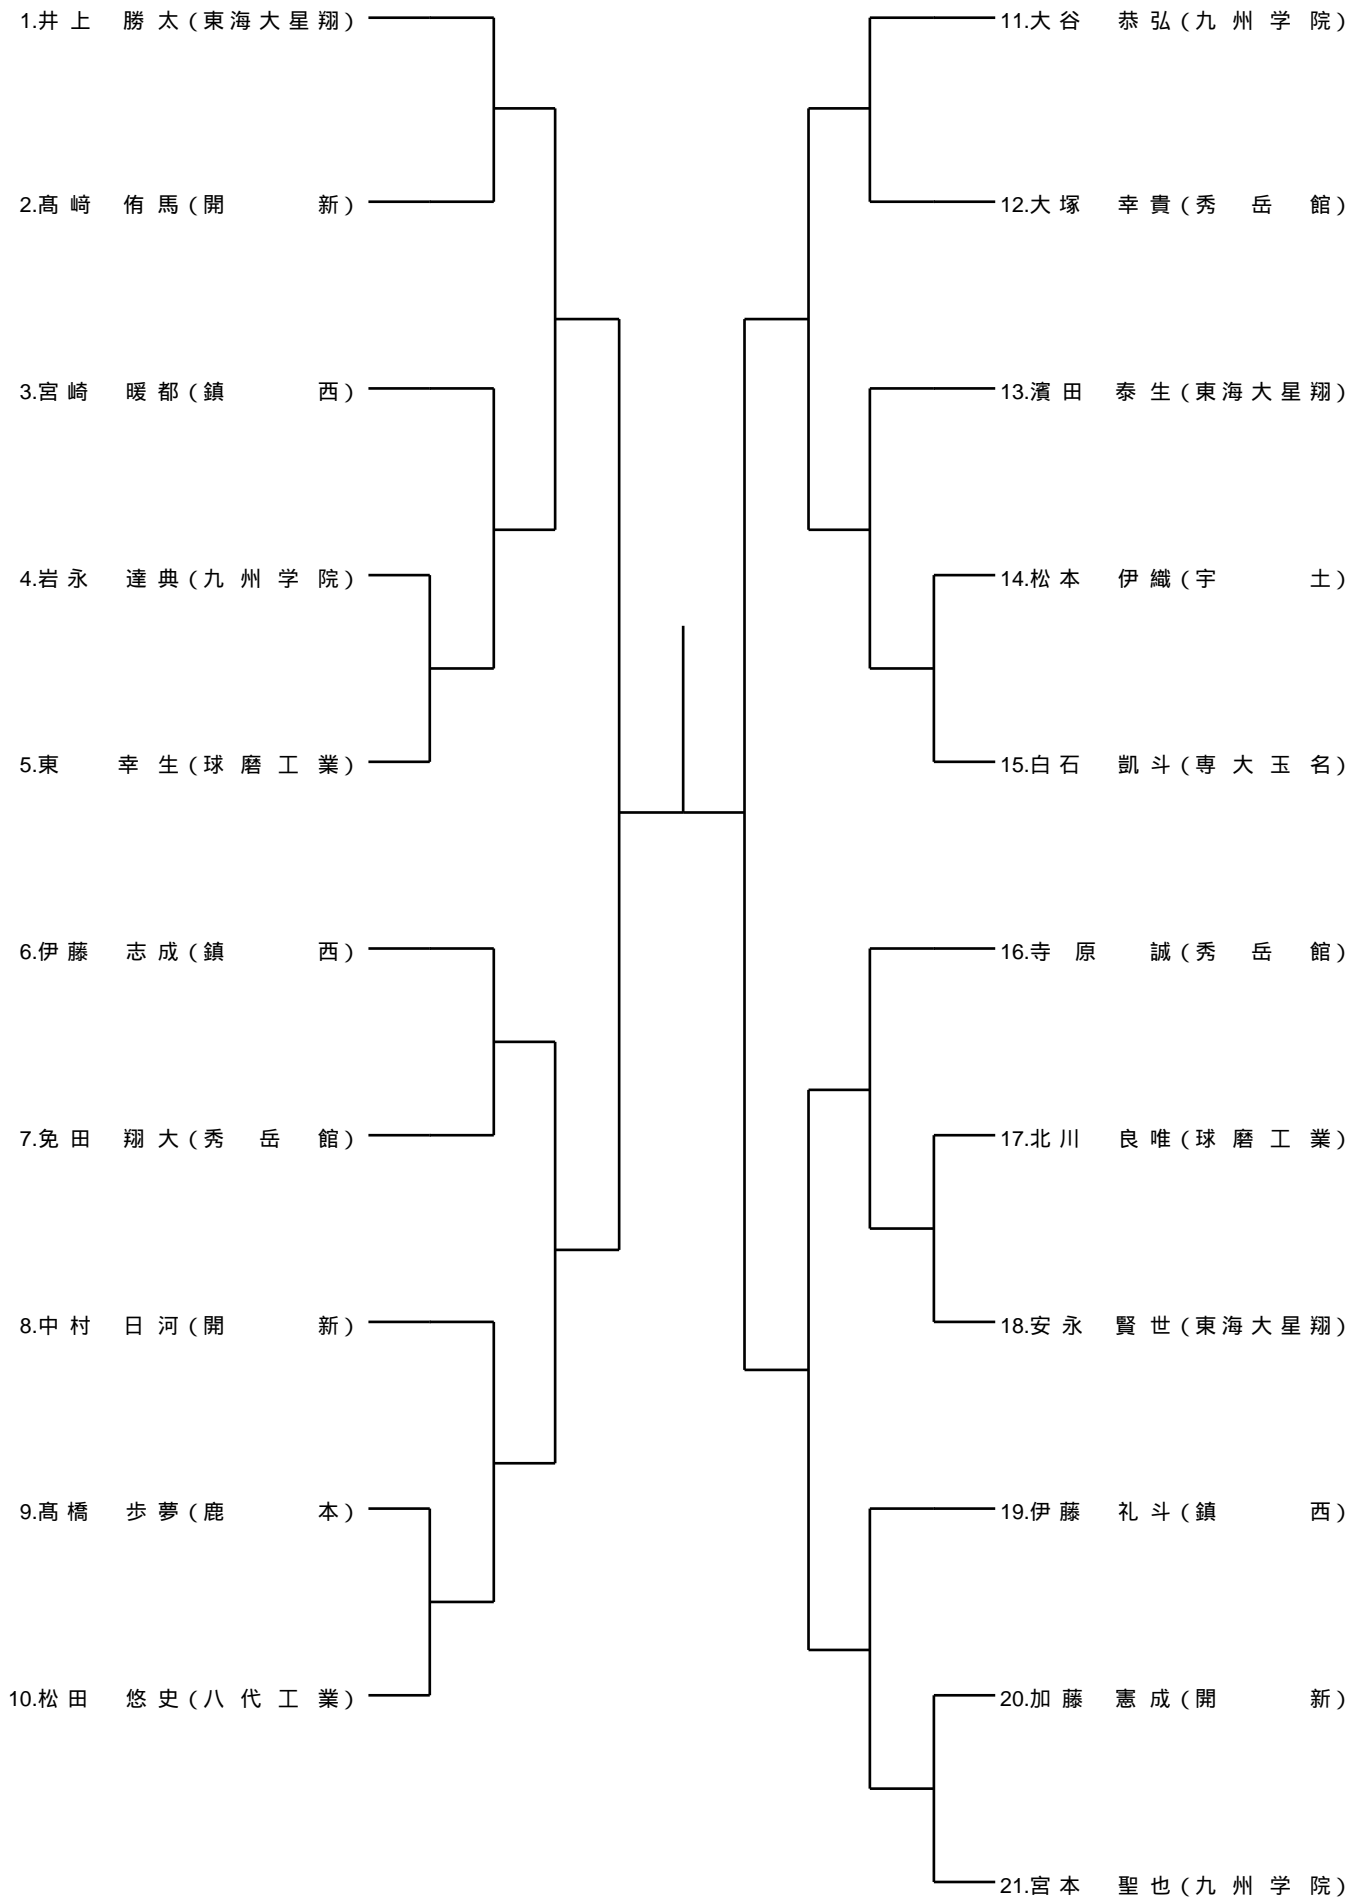 1.井上 勝太(東海大星翔)
2.髙﨑 侑馬(開 新)
3.宮崎 暖都(鎮 西)
4.岩永 達典(九州学院)
5.東 幸生(球磨工業)
6.伊藤 志成(鎮 西)
7.免田 翔大(秀岳館)
8.中村 日河(開 新)
9.髙橋 歩夢(鹿 本)
10.松田 悠史(八代工業)
11.大谷 恭弘(九州学院)
12.大塚 幸貴(秀岳館)
13.濱田 泰生(東海大星翔)
14.松本 伊織(宇 土)
15.白石 凱斗(専大玉名)
16.寺原 誠(秀岳館)
17.北川 良唯(球磨工業)
18.安永 賢世(東海大星翔)
19.伊藤 礼斗(鎮 西)
20.加藤 憲成(開 新)
21.宮本 聖也(九州学院)